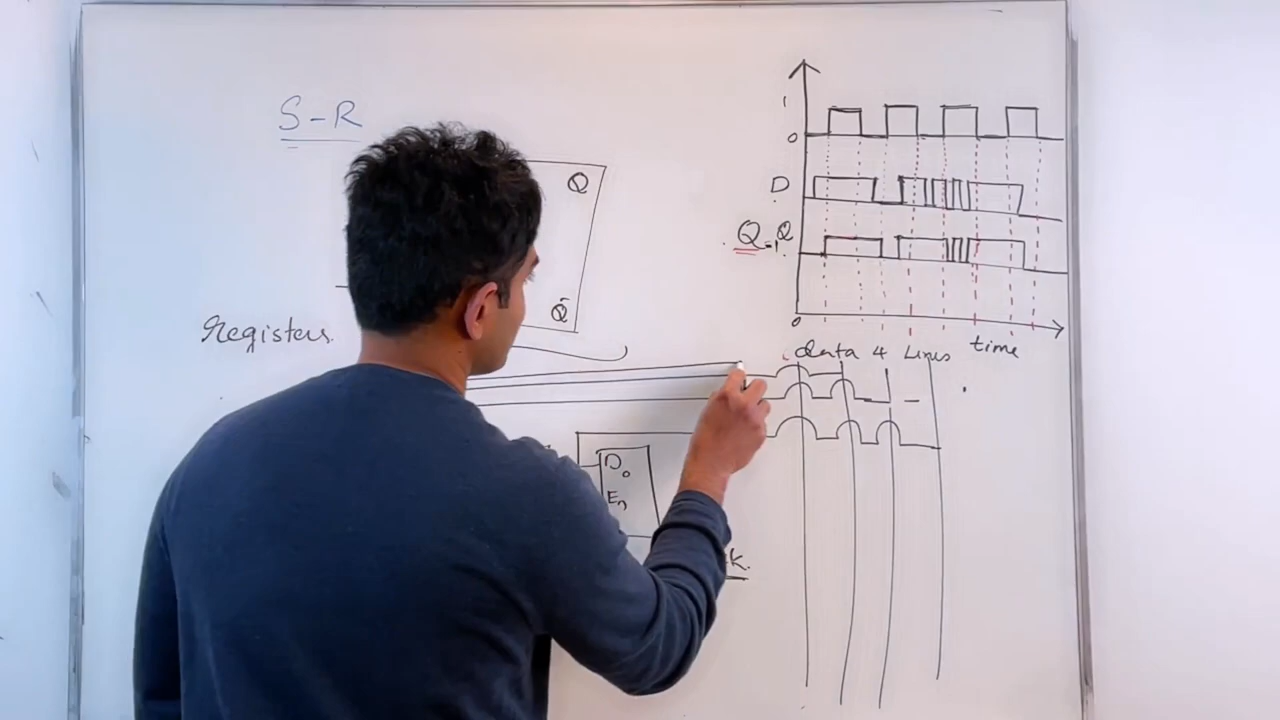 S-R
Q
Q̄
Registers.
1
0
D
Q
Q
0
time
data 4 Lines
D₀
Eₙ
K.